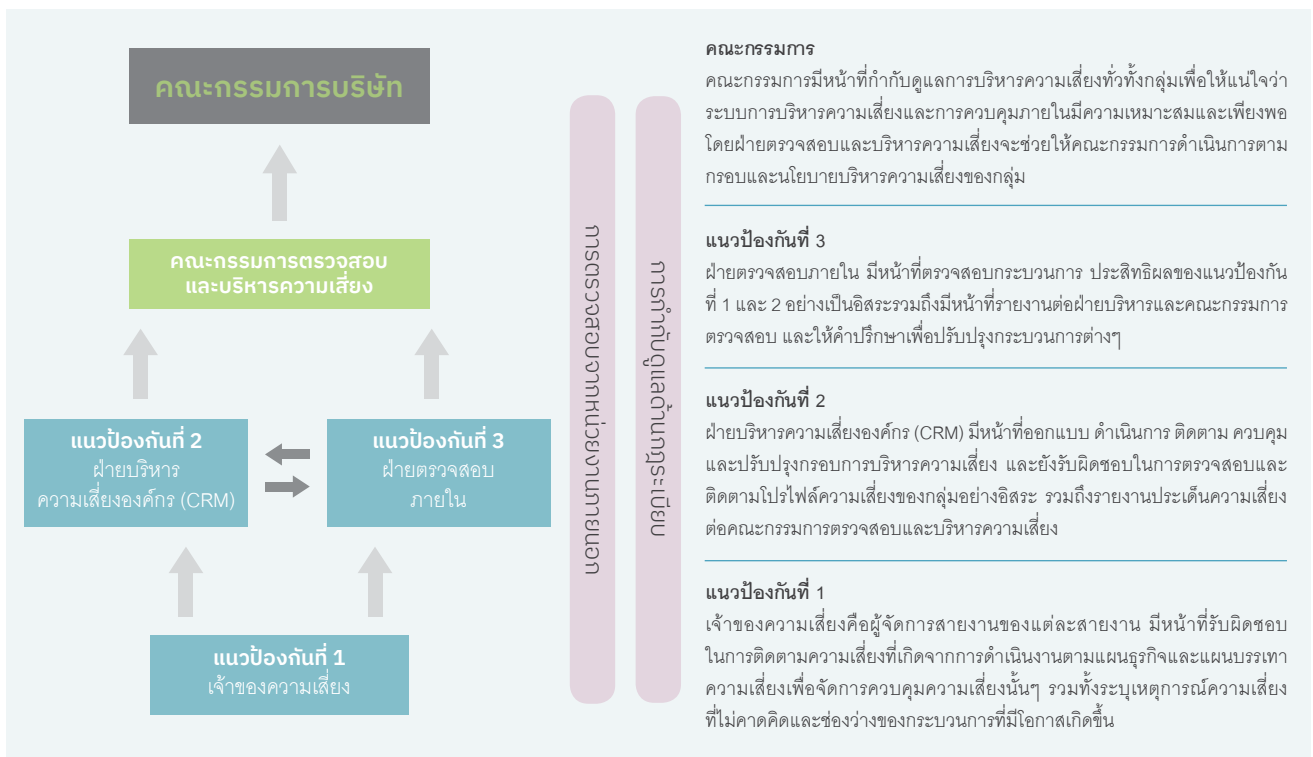 คณะกรรมการบริษัท
คณะกรรมการตรวจสอบ
และบริหารความเสี่ยง
แนวป้องกันที่ 2
ฝ่ายบริหาร
ความเสี่ยงองค์กร (CRM)
แนวป้องกันที่ 3
ฝ่ายตรวจสอบ
ภายใน
แนวป้องกันที่ 1
เจ้าของความเสี่ยง
การตรวจสอบจากหน่วยงานภายนอก
การกำกับดูแลด้านกฎระเบียบ
คณะกรรมการ
คณะกรรมการมีหน้าที่กำกับดูแลการบริหารความเสี่ยงทั่วทั้งกลุ่มเพื่อให้แน่ใจว่า
ระบบการบริหารความเสี่ยงและการควบคุมภายในมีความเหมาะสมและเพียงพอ
โดยฝ่ายตรวจสอบและบริหารความเสี่ยงจะช่วยให้คณะกรรมการดำเนินการตาม
กรอบและนโยบายบริหารความเสี่ยงของกลุ่ม
แนวป้องกันที่ 3
ฝ่ายตรวจสอบภายใน มีหน้าที่ตรวจสอบกระบวนการ ประสิทธิผลของแนวป้องกัน
ที่ 1 และ 2 อย่างเป็นอิสระรวมถึงมีหน้าที่รายงานต่อฝ่ายบริหารและคณะกรรมการ
ตรวจสอบ และให้คำปรึกษาเพื่อปรับปรุงกระบวนการต่างๆ
แนวป้องกันที่ 2
ฝ่ายบริหารความเสี่ยงองค์กร (CRM) มีหน้าที่ออกแบบ ดำเนินการ ติดตาม ควบคุม
และปรับปรุงกรอบการบริหารความเสี่ยง และยังรับผิดชอบในการตรวจสอบและ
ติดตามโปรไฟล์ความเสี่ยงของกลุ่มอย่างอิสระ รวมถึงรายงานประเด็นความเสี่ยง
ต่อคณะกรรมการตรวจสอบและบริหารความเสี่ยง
แนวป้องกันที่ 1
เจ้าของความเสี่ยงคือผู้จัดการสายงานของแต่ละสายงาน มีหน้าที่รับผิดชอบ
ในการติดตามความเสี่ยงที่เกิดจากการดำเนินงานตามแผนธุรกิจและแผนบรรเทา
ความเสี่ยงเพื่อจัดการควบคุมความเสี่ยงนั้นๆ รวมทั้งระบุเหตุการณ์ความเสี่ยง
ที่ไม่คาดคิดและช่องว่างของกระบวนการที่มีโอกาสเกิดขึ้น